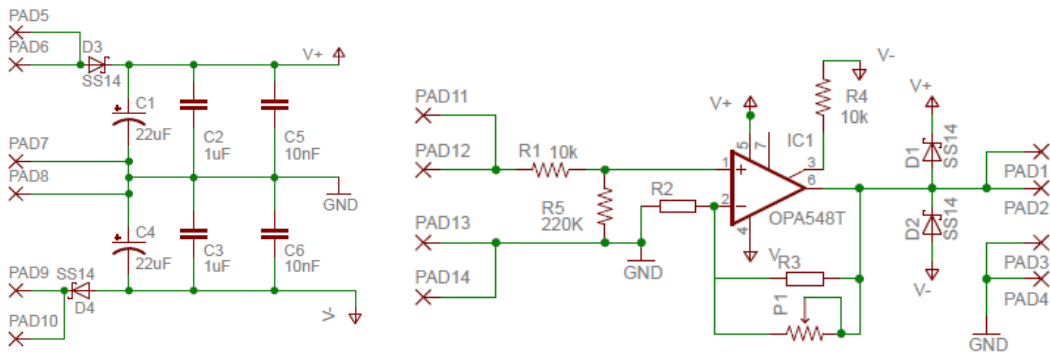 PAD5
PAD6
D3
SS14
V+
C1
22uF
C2
1uF
C5
10nF
PAD7
PAD8
GND
C4
22uF
C3
1uF
C6
10nF
PAD9
SS14
D4
PAD10
V-
PAD11
PAD12
R1 10k
R5
220K
R2
PAD13
PAD14
GND
V+
IC1
5
7
1
3
6
2
4
OPA548T
V-
R4
10k
V
R3
P1
V+
D1
SS14
D2
SS14
V-
PAD1
PAD2
PAD3
PAD4
GND